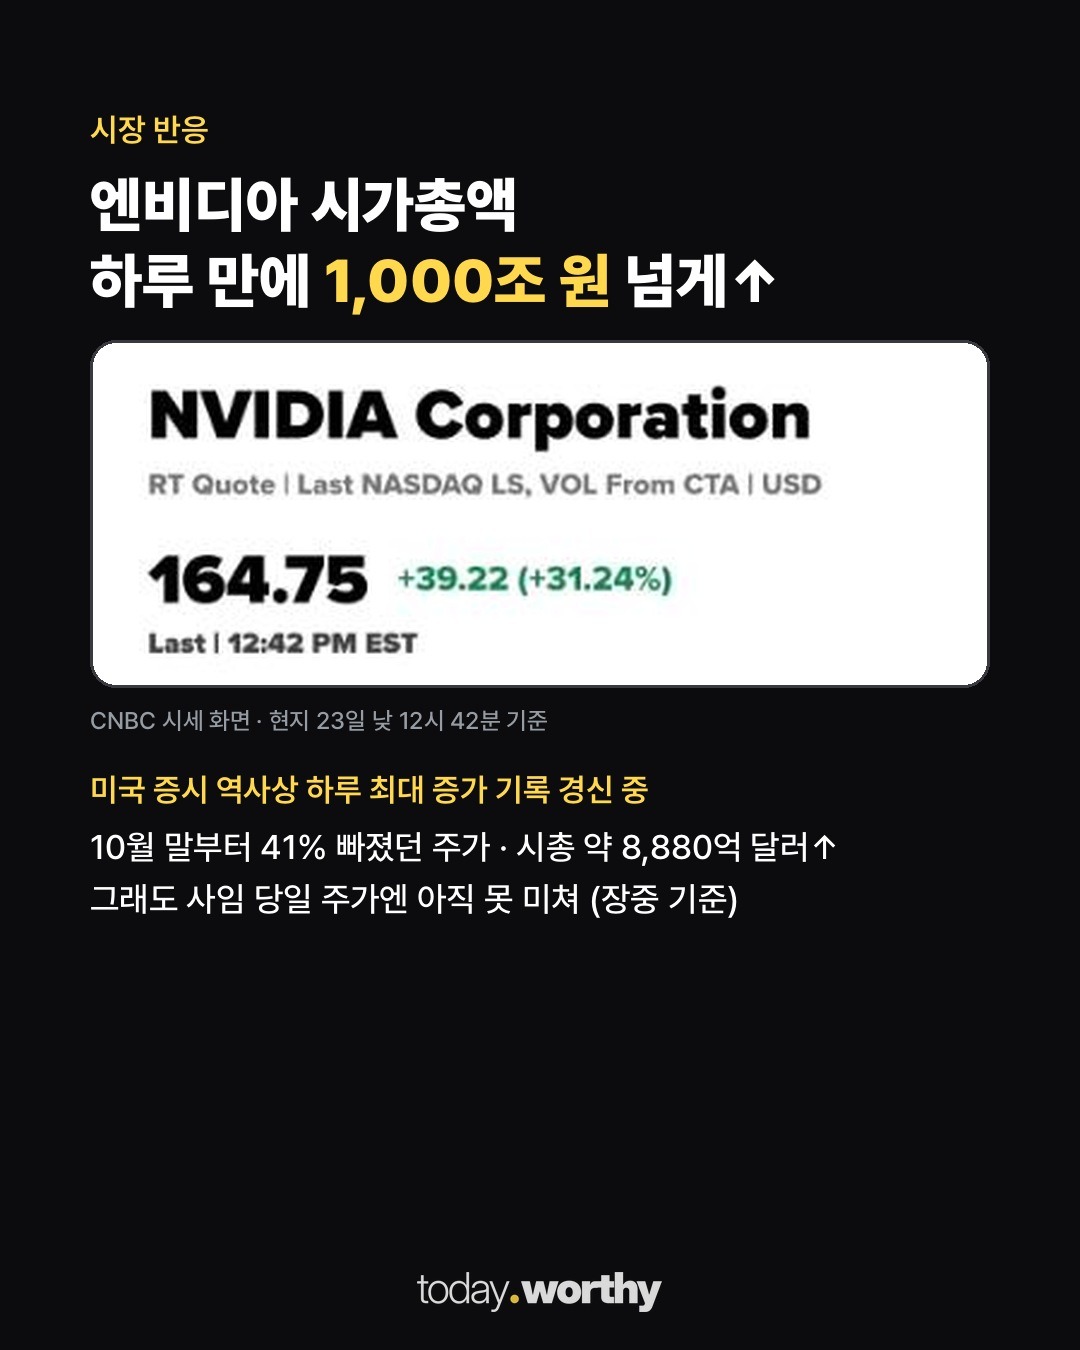 시장 반응
엔비디아 시가총액
하루 만에 1,000조 원 넘게↑
NVIDIA Corporation
RT Quote | Last NASDAQ LS, VOL From CTA | USD
164.75 +39.22 (+31.24%)
Last | 12:42 PM EST
CNBC 시세 화면 · 현지 23일 낮 12시 42분 기준
미국 증시 역사상 하루 최대 증가 기록 경신 중
10월 말부터 41% 빠졌던 주가 · 시총 약 8,880억 달러↑
그래도 사임 당일 주가엔 아직 못 미쳐 (장중 기준)
today.worthy